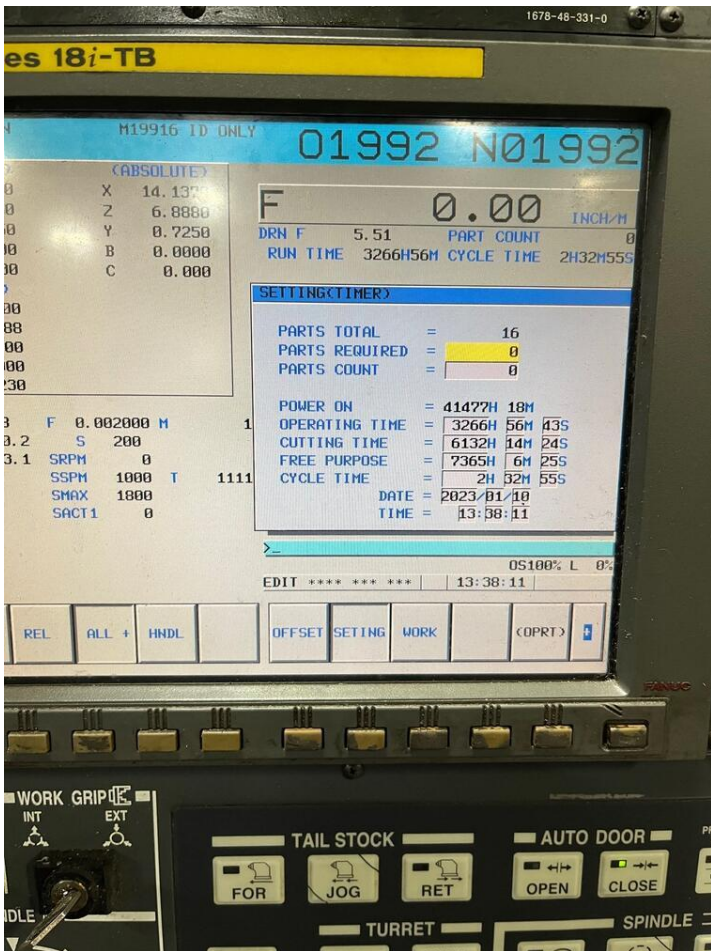 1678-48-331-0
es 18i-TB
M19916 ID ONLY
O1992 N01992
(ABSOLUTE)
X 14.137
Z 6.8880
Y 0.7250
B 0.0000
C 0.000
F 0.00 INCH/M
DRN F 5.51 PART COUNT 0
RUN TIME 3266H56M CYCLE TIME 2H32M55S
SETTING(TIMER)
PARTS TOTAL = 16
PARTS REQUIRED = 0
PARTS COUNT = 0
POWER ON = 41477H 18M
OPERATING TIME = 3266H 56M 43S
CUTTING TIME = 6132H 14M 24S
FREE PURPOSE = 7365H 6M 25S
CYCLE TIME = 2H 32M 55S
DATE = 2023/01/10
TIME = 13:38:11
F 0.002000 M 1
0.2 S 200
3.1 SRPM 0
SSPM 1000 T 1111
SMAX 1800
SACT1 0
>_
OS100% L 0%
EDIT **** *** *** 13:38:11
REL ALL + HNDL OFFSET SETING WORK (OPRT) +
FANUC
WORK GRIP
INT EXT
TAIL STOCK
FOR JOG RET
AUTO DOOR
OPEN CLOSE
NDLE
TURRET
SPINDLE